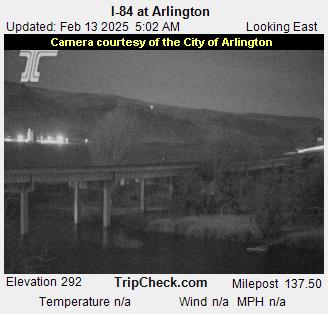 I-84 at Arlington
Updated: Feb 13 2025  5:02 AM Looking East
Camera courtesy of the City of Arlington
Elevation 292 TripCheck.com Milepost 137.50
Temperature n/a Wind n/a MPH n/a